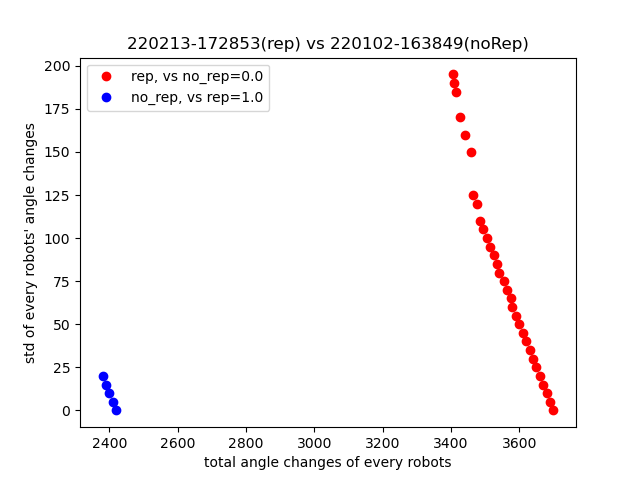 220213-172853(rep) vs 220102-163849(noRep)
rep, vs no_rep=0.0
no_rep, vs rep=1.0
std of every robots' angle changes
200
175
150
125
100
75
50
25
0
2400 2600 2800 3000 3200 3400 3600
total angle changes of every robots